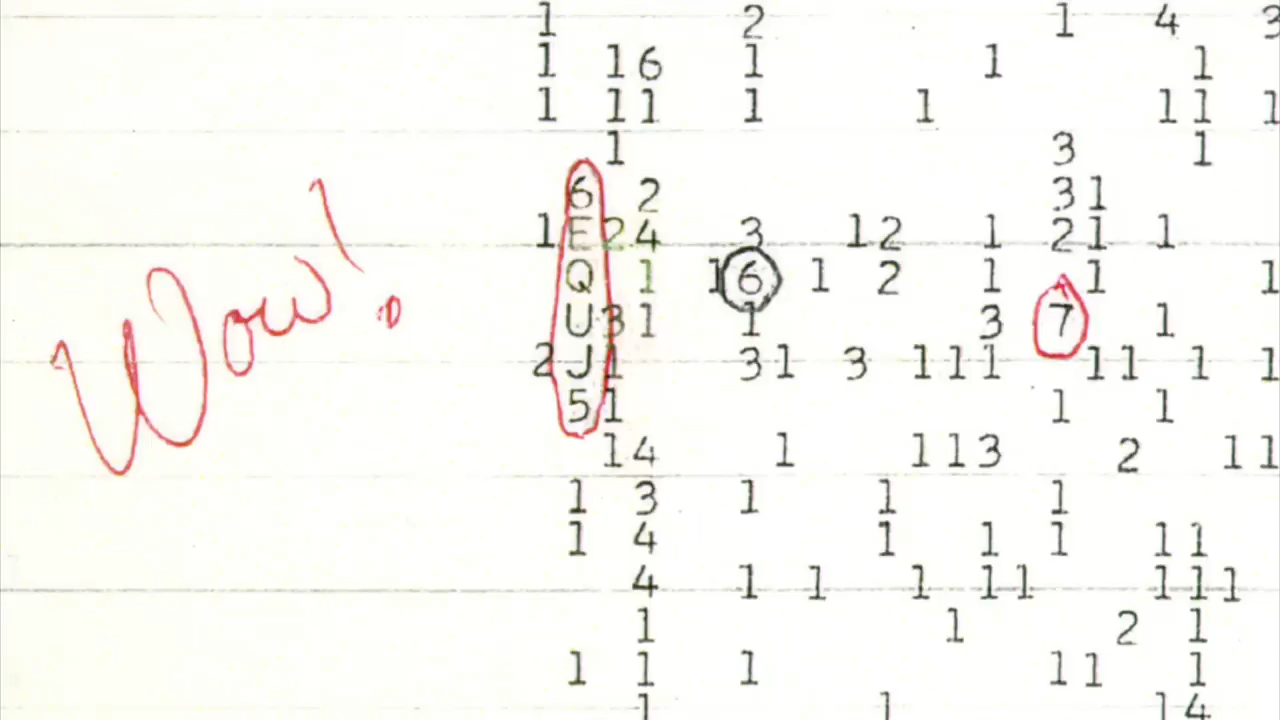 1 2 1 4 3
1 16 1 1 1
1 11 1 1 11 1
1 3 1
6 2 31
1E24 3 12 1 21 1
Q 1 16 1 2 1 1 1
U31 1 3 7 1
2J1 31 3 111 11 1 1
51 1 1
14 1 113 2 11
1 3 1 1 1
1 4 1 1 1 11
4 1 1 1 11 111
1 1 2 1
1 1 1 11 1
1 1 14
Wow!